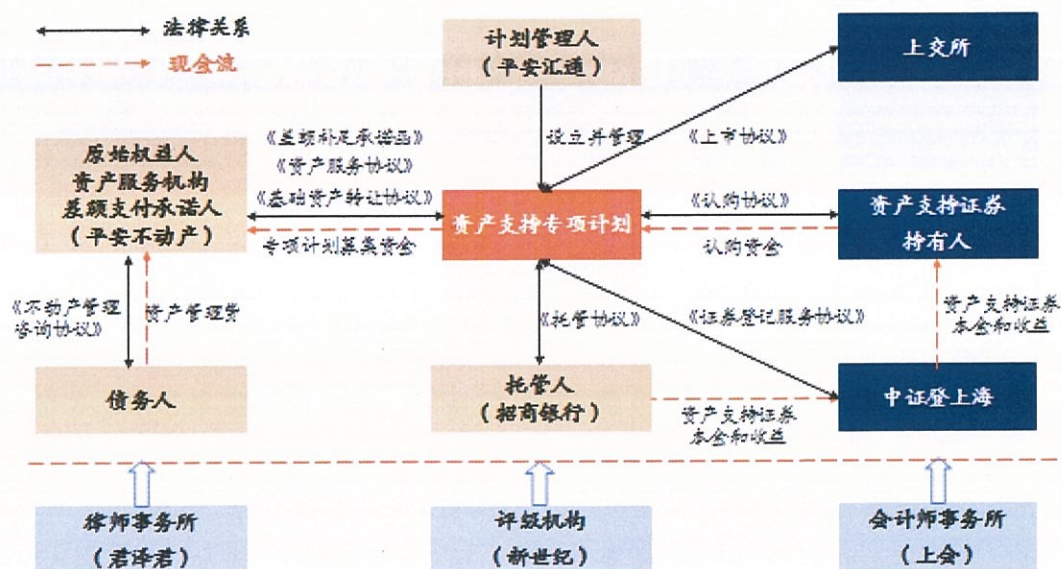 法律关系
现金流
计划管理人
（平安汇通）
上交所
《差额补足承诺函》
《资产服务协议》
《基础资产转让协议》
设立并管理
《上市协议》
原始权益人
资产服务机构
差额支付承诺人
（平安不动产）
资产支持专项计划
《认购协议》
资产支持证券
持有人
专项计划募集资金
认购资金
《不动产管理
咨询协议》
资产管理费
《托管协议》
《证券登记服务协议》
资产支持证券
本金和收益
债务人
托管人
（招商银行）
资产支持证券
本金和收益
中证登上海
律师事务所
（君泽君）
评级机构
（新世纪）
会计师事务所
（上会）